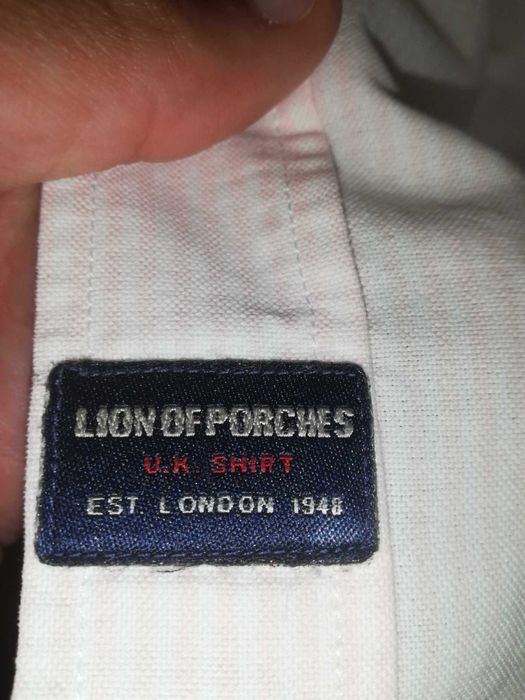 LION OF PORCHES
U.K. SHIRT
EST. LONDON 1948